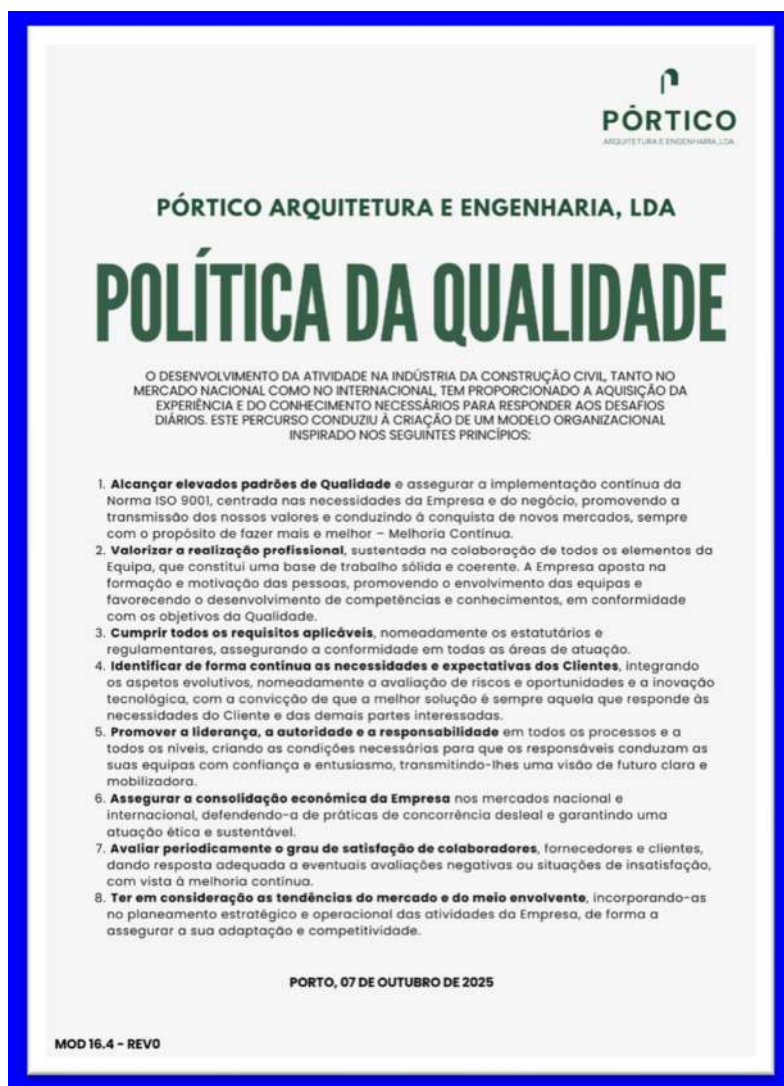 PÓRTICO
ARQUITETURA E ENGENHARIA, LDA.
PÓRTICO ARQUITETURA E ENGENHARIA, LDA
POLÍTICA DA QUALIDADE
O DESENVOLVIMENTO DA ATIVIDADE NA INDÚSTRIA DA CONSTRUÇÃO CIVIL, TANTO NO
MERCADO NACIONAL COMO NO INTERNACIONAL, TEM PROPORCIONADO A AQUISIÇÃO DA
EXPERIÊNCIA E DO CONHECIMENTO NECESSÁRIOS PARA RESPONDER AOS DESAFIOS
DIÁRIOS. ESTE PERCURSO CONDUZIU À CRIAÇÃO DE UM MODELO ORGANIZACIONAL
INSPIRADO NOS SEGUINTES PRINCÍPIOS:
1. Alcançar elevados padrões de Qualidade e assegurar a implementação contínua da
Norma ISO 9001, centrada nas necessidades da Empresa e do negócio, promovendo a
transmissão dos nossos valores e conduzindo à conquista de novos mercados, sempre
com o propósito de fazer mais e melhor – Melhoria Contínua.
2. Valorizar a realização profissional, sustentada na colaboração de todos os elementos da
Equipa, que constitui uma base de trabalho sólida e coerente. A Empresa aposta na
formação e motivação das pessoas, promovendo o envolvimento das equipas e
favorecendo o desenvolvimento de competências e conhecimentos, em conformidade
com os objetivos da Qualidade.
3. Cumprir todos os requisitos aplicáveis, nomeadamente os estatutários e
regulamentares, assegurando a conformidade em todas as áreas de atuação.
4. Identificar de forma contínua as necessidades e expectativas dos Clientes, integrando
os aspetos evolutivos, nomeadamente a avaliação de riscos e oportunidades e a inovação
tecnológica, com a convicção de que a melhor solução é sempre aquela que responde às
necessidades do Cliente e das demais partes interessadas.
5. Promover a liderança, a autoridade e a responsabilidade em todos os processos e a
todos os níveis, criando as condições necessárias para que os responsáveis conduzam as
suas equipas com confiança e entusiasmo, transmitindo-lhes uma visão de futuro clara e
mobilizadora.
6. Assegurar a consolidação económica da Empresa nos mercados nacional e
internacional, defendendo-a de práticas de concorrência desleal e garantindo uma
atuação ética e sustentável.
7. Avaliar periodicamente o grau de satisfação de colaboradores, fornecedores e clientes,
dando resposta adequada a eventuais avaliações negativas ou situações de insatisfação,
com vista à melhoria contínua.
8. Ter em consideração as tendências do mercado e do meio envolvente, incorporando-as
no planeamento estratégico e operacional das atividades da Empresa, de forma a
assegurar a sua adaptação e competitividade.
PORTO, 07 DE OUTUBRO DE 2025
MOD 16.4 - REV0